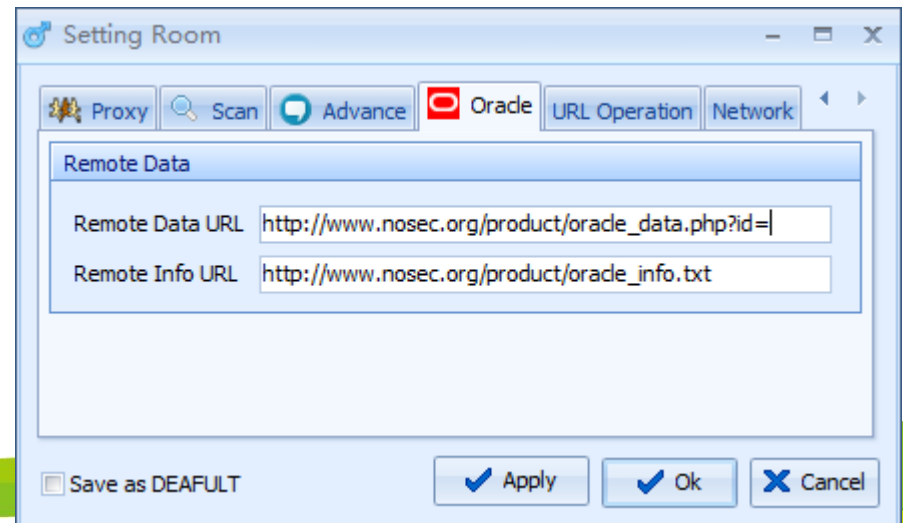 Setting Room
Proxy Scan Advance Oracle URL Operation Network
Remote Data
Remote Data URL http://www.nosec.org/product/oracle_data.php?id=
Remote Info URL http://www.nosec.org/product/oracle_info.txt
Save as DEAFULT Apply Ok Cancel